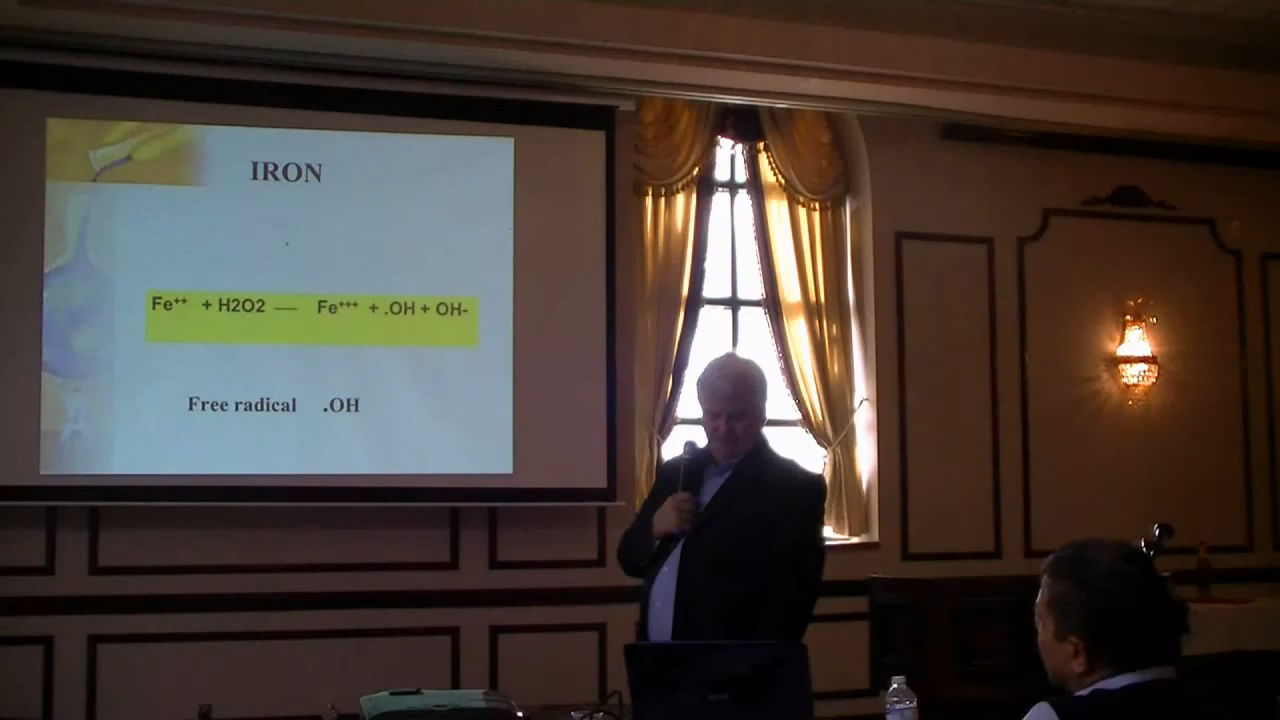 IRON
Fe⁺⁺ + H2O2 — Fe⁺⁺⁺ + .OH + OH-
Free radical .OH